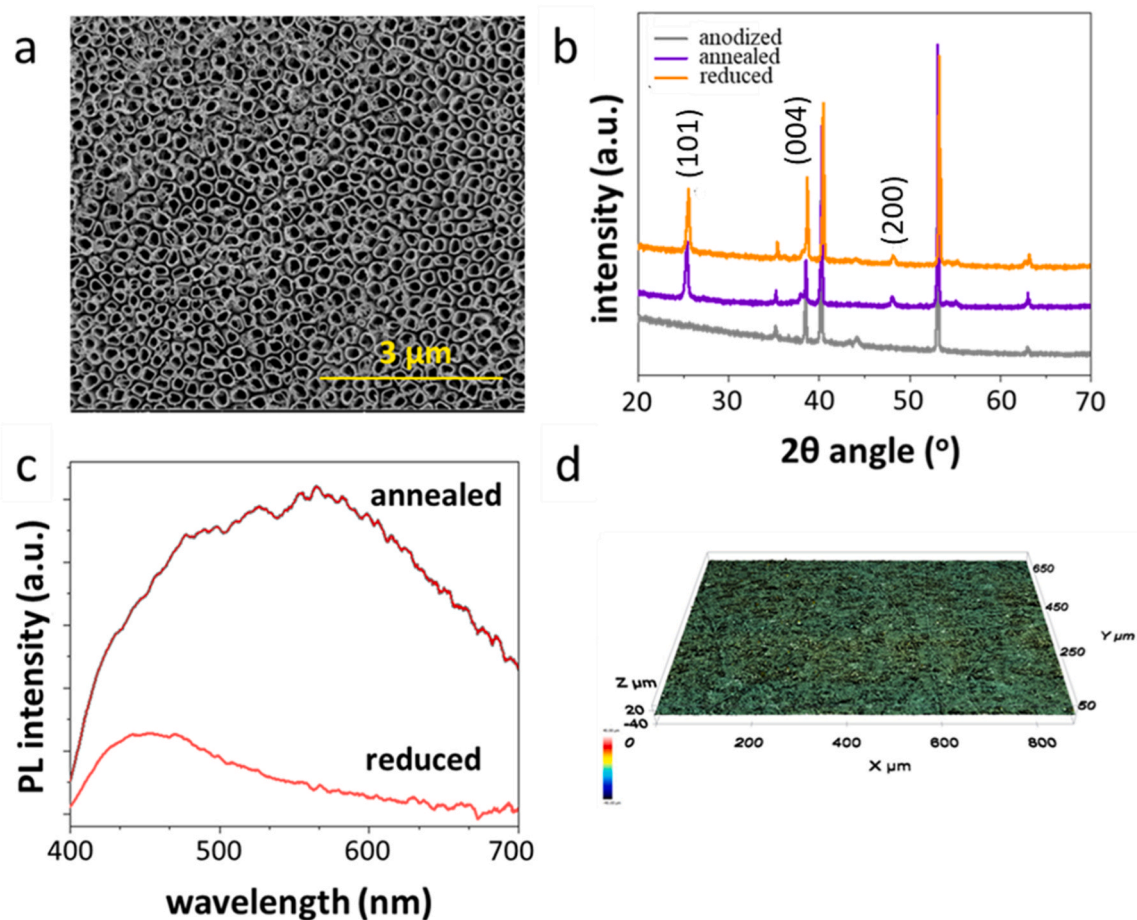 a
3 μm
b
anodized
annealed
reduced
(101)
(004)
(200)
intensity (a.u.)
20 30 40 50 60 70
2θ angle (°)
c
annealed
reduced
PL intensity (a.u.)
400 500 600 700
wavelength (nm)
d
650
450
Y μm
250
50
Z μm
20
-40
0 200 400 600 800
X μm